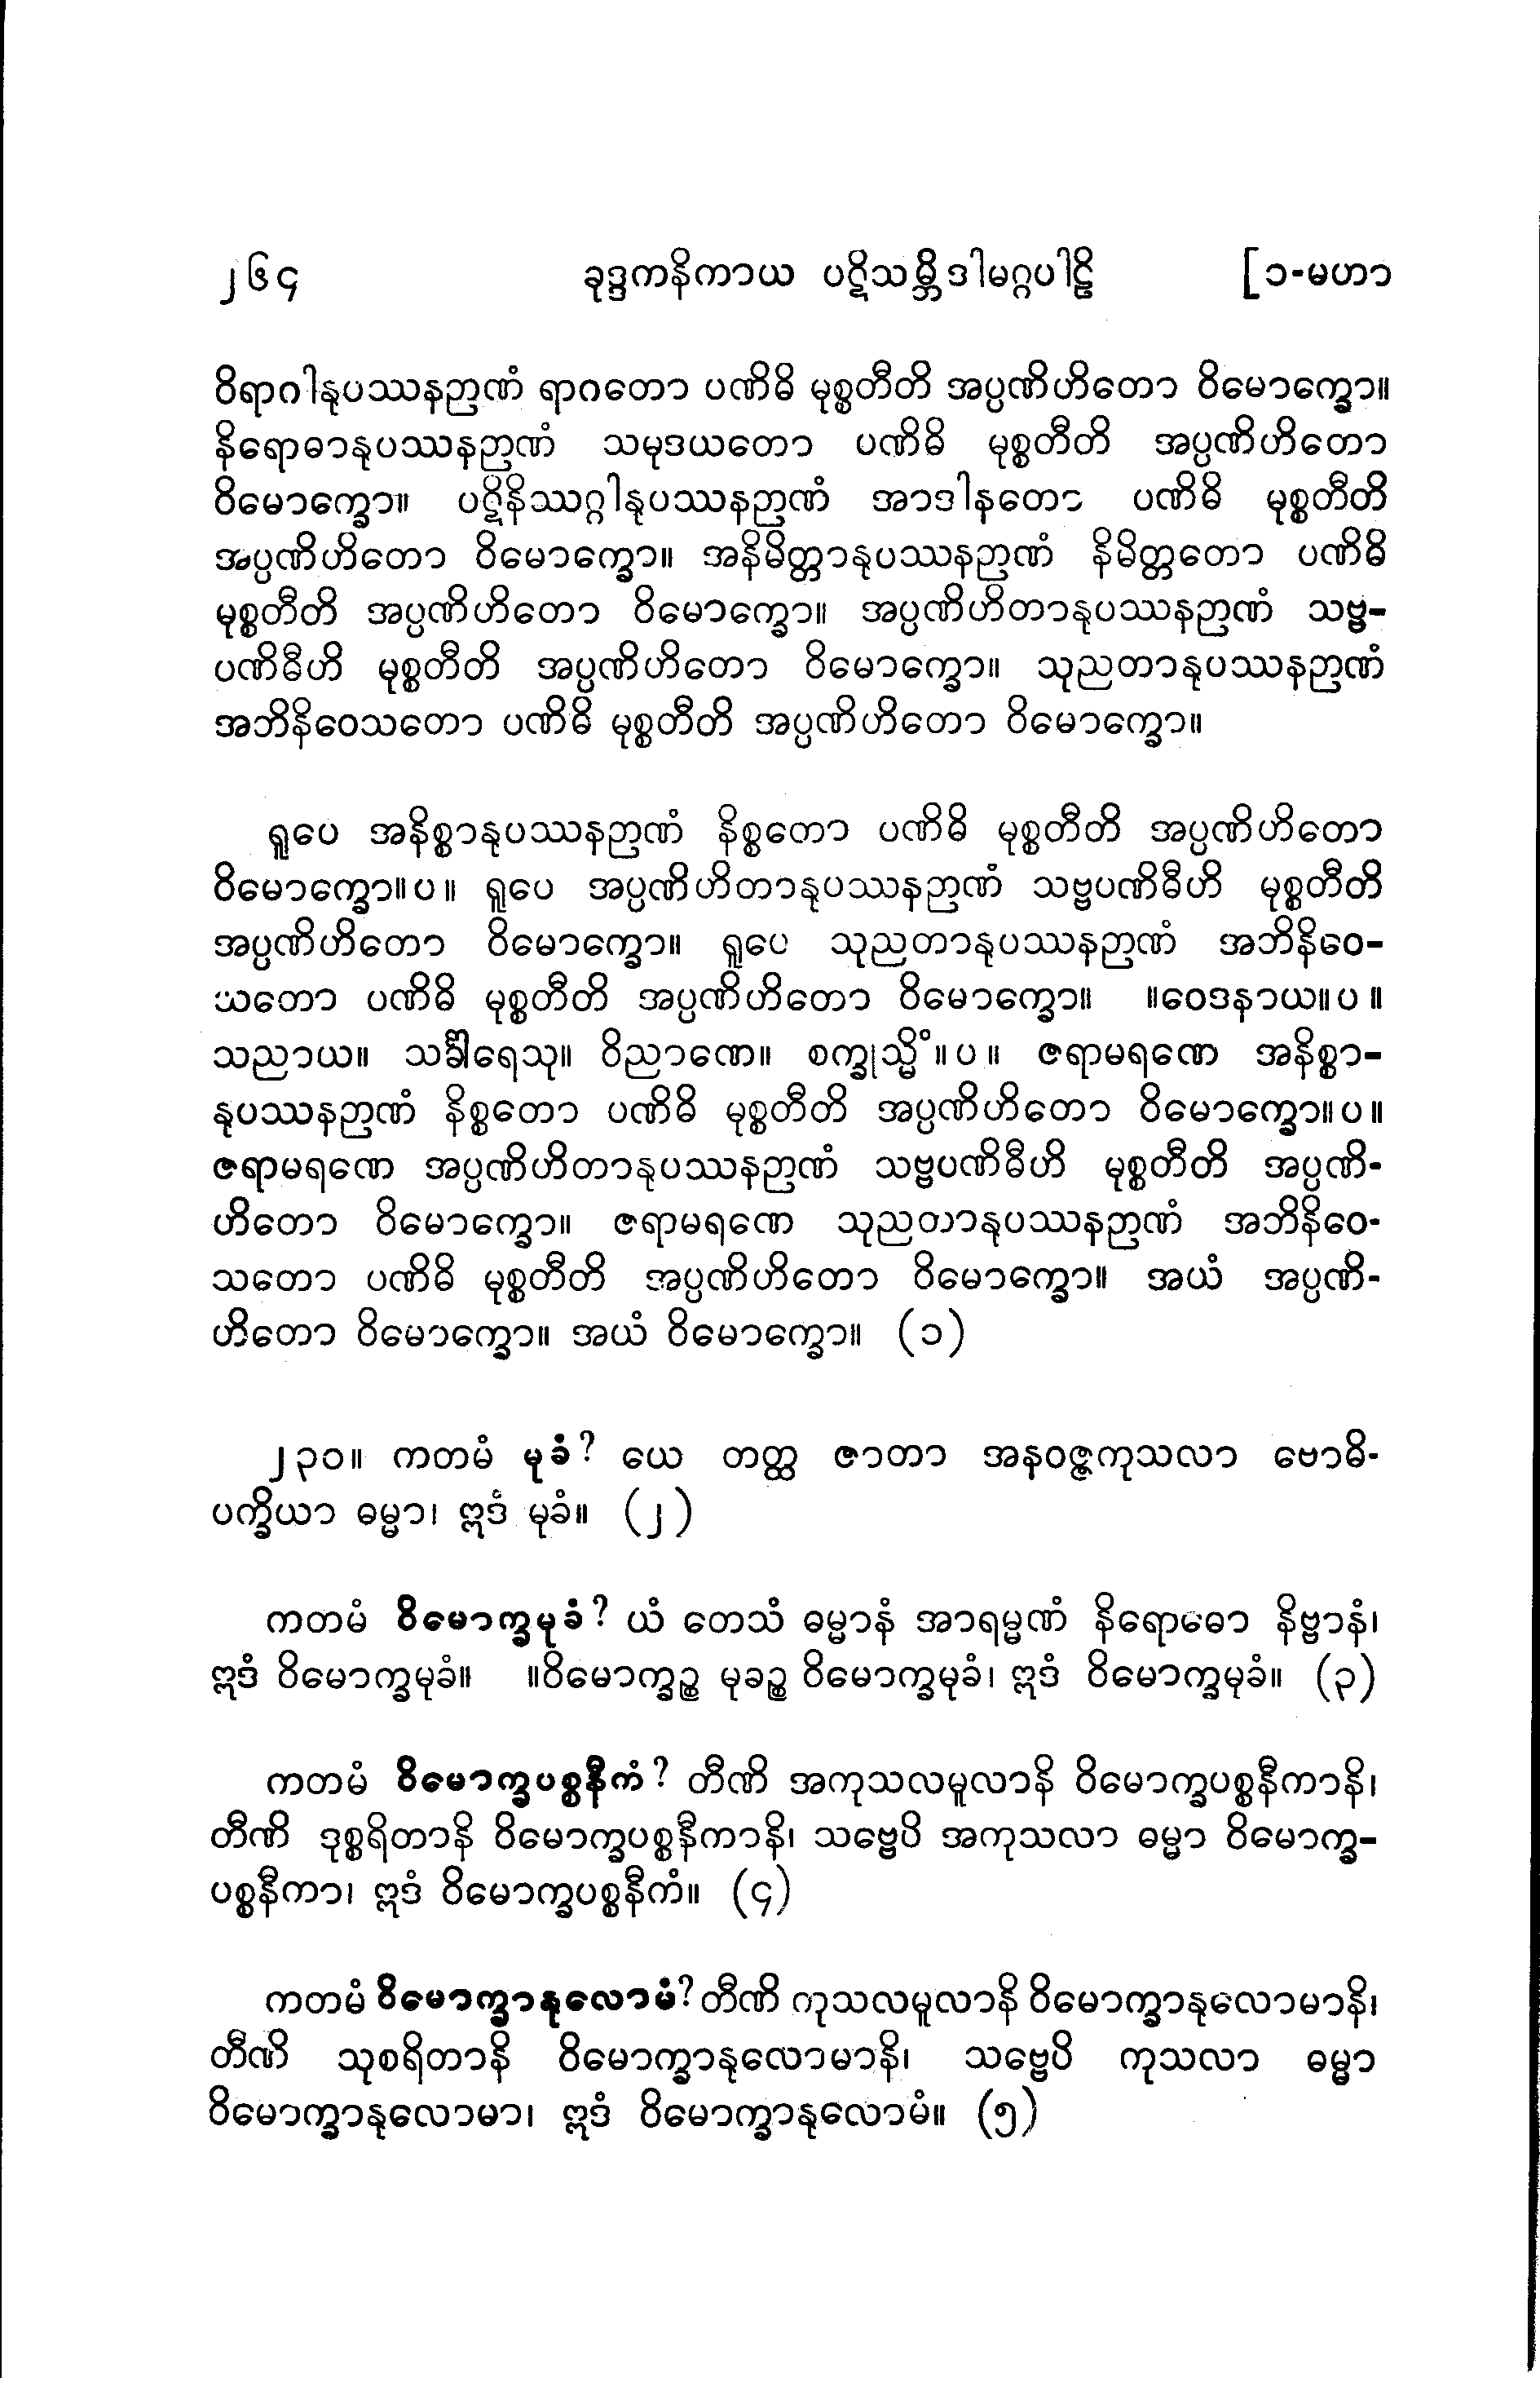 ၂၆၄ ခုဒ္ဒကနိကာယ ပဋိသမ္ဘိဒါမဂ္ဂပါဠိ [၁-မဟာ
ဝိရာဂါနုပဿနဉာဏံ ရာဂတော ပဏိဓိ မုစ္စတီတိ အပ္ပဏိဟိတော ဝိမောက္ခော။
နိရောဓာနုပဿနဉာဏံ သမုဒယတော ပဏိဓိ မုစ္စတီတိ အပ္ပဏိဟိတော
ဝိမောက္ခော။ ပဋိနိဿဂ္ဂါနုပဿနဉာဏံ အာဒါနတော ပဏိဓိ မုစ္စတီတိ
အပ္ပဏိဟိတော ဝိမောက္ခော။ အနိမိတ္တာနုပဿနဉာဏံ နိမိတ္တတော ပဏိဓိ
မုစ္စတီတိ အပ္ပဏိဟိတော ဝိမောက္ခော။ အပ္ပဏိဟိတာနုပဿနဉာဏံ သဗ္ဗ-
ပဏိဓီဟိ မုစ္စတီတိ အပ္ပဏိဟိတော ဝိမောက္ခော။ သုညတာနုပဿနဉာဏံ
အဘိနိဝေသတော ပဏိဓိ မုစ္စတီတိ အပ္ပဏိဟိတော ဝိမောက္ခော။
ရူပေ အနိစ္စာနုပဿနဉာဏံ နိစ္စတော ပဏိဓိ မုစ္စတီတိ အပ္ပဏိဟိတော
ဝိမောက္ခော။ပ။ ရူပေ အပ္ပဏိဟိတာနုပဿနဉာဏံ သဗ္ဗပဏိဓီဟိ မုစ္စတီတိ
အပ္ပဏိဟိတော ဝိမောက္ခော။ ရူပေ သုညတာနုပဿနဉာဏံ အဘိနိဝေ-
သတော ပဏိဓိ မုစ္စတီတိ အပ္ပဏိဟိတော ဝိမောက္ခော။ ။ဝေဒနာယ။ပ။
သညာယ။ သင်္ခါရေသု။ ဝိညာဏေ။ စက္ခုသ္မိံ။ပ။ ဇရာမရဏေ အနိစ္စာ-
နုပဿနဉာဏံ နိစ္စတော ပဏိဓိ မုစ္စတီတိ အပ္ပဏိဟိတော ဝိမောက္ခော။ပ။
ဇရာမရဏေ အပ္ပဏိဟိတာနုပဿနဉာဏံ သဗ္ဗပဏိဓီဟိ မုစ္စတီတိ အပ္ပဏိ-
ဟိတော ဝိမောက္ခော။ ဇရာမရဏေ သုညတာနုပဿနဉာဏံ အဘိနိဝေ-
သတော ပဏိဓိ မုစ္စတီတိ အပ္ပဏိဟိတော ဝိမောက္ခော။ အယံ အပ္ပဏိ-
ဟိတော ဝိမောက္ခော။ အယံ ဝိမောက္ခော။ (၁)
၂၃၀။ ကတမံ မုခံ? ယေ တတ္ထ ဇာတာ အနဝဇ္ဇကုသလာ ဗောဓိ-
ပက္ခိယာ ဓမ္မာ၊ ဣဒံ မုခံ။ (၂)
ကတမံ ဝိမောက္ခမုခံ? ယံ တေသံ ဓမ္မာနံ အာရမ္မဏံ နိရောဓော နိဗ္ဗာနံ၊
ဣဒံ ဝိမောက္ခမုခံ။ ။ဝိမောက္ခဉ္စ မုခဉ္စ ဝိမောက္ခမုခံ၊ ဣဒံ ဝိမောက္ခမုခံ။ (၃)
ကတမံ ဝိမောက္ခပစ္စနီကံ? တီဏိ အကုသလမူလာနိ ဝိမောက္ခပစ္စနီကာနိ၊
တီဏိ ဒုစ္စရိတာနိ ဝိမောက္ခပစ္စနီကာနိ၊ သဗ္ဗေပိ အကုသလာ ဓမ္မာ ဝိမောက္ခ-
ပစ္စနီကာ၊ ဣဒံ ဝိမောက္ခပစ္စနီကံ။ (၄)
ကတမံ ဝိမောက္ခာနုလောမံ? တီဏိ ကုသလမူလာနိ ဝိမောက္ခာနုလောမာနိ၊
တီဏိ သုစရိတာနိ ဝိမောက္ခာနုလောမာနိ၊ သဗ္ဗေပိ ကုသလာ ဓမ္မာ
ဝိမောက္ခာနုလောမာ၊ ဣဒံ ဝိမောက္ခာနုလောမံ။ (၅)